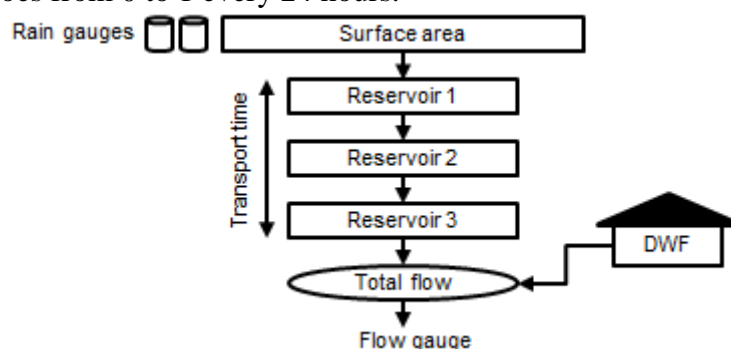 goes from 0 to 1 every 24 hours.
Rain gauges
Surface area
Reservoir 1
Transport time
Reservoir 2
Reservoir 3
DWF
Total flow
Flow gauge